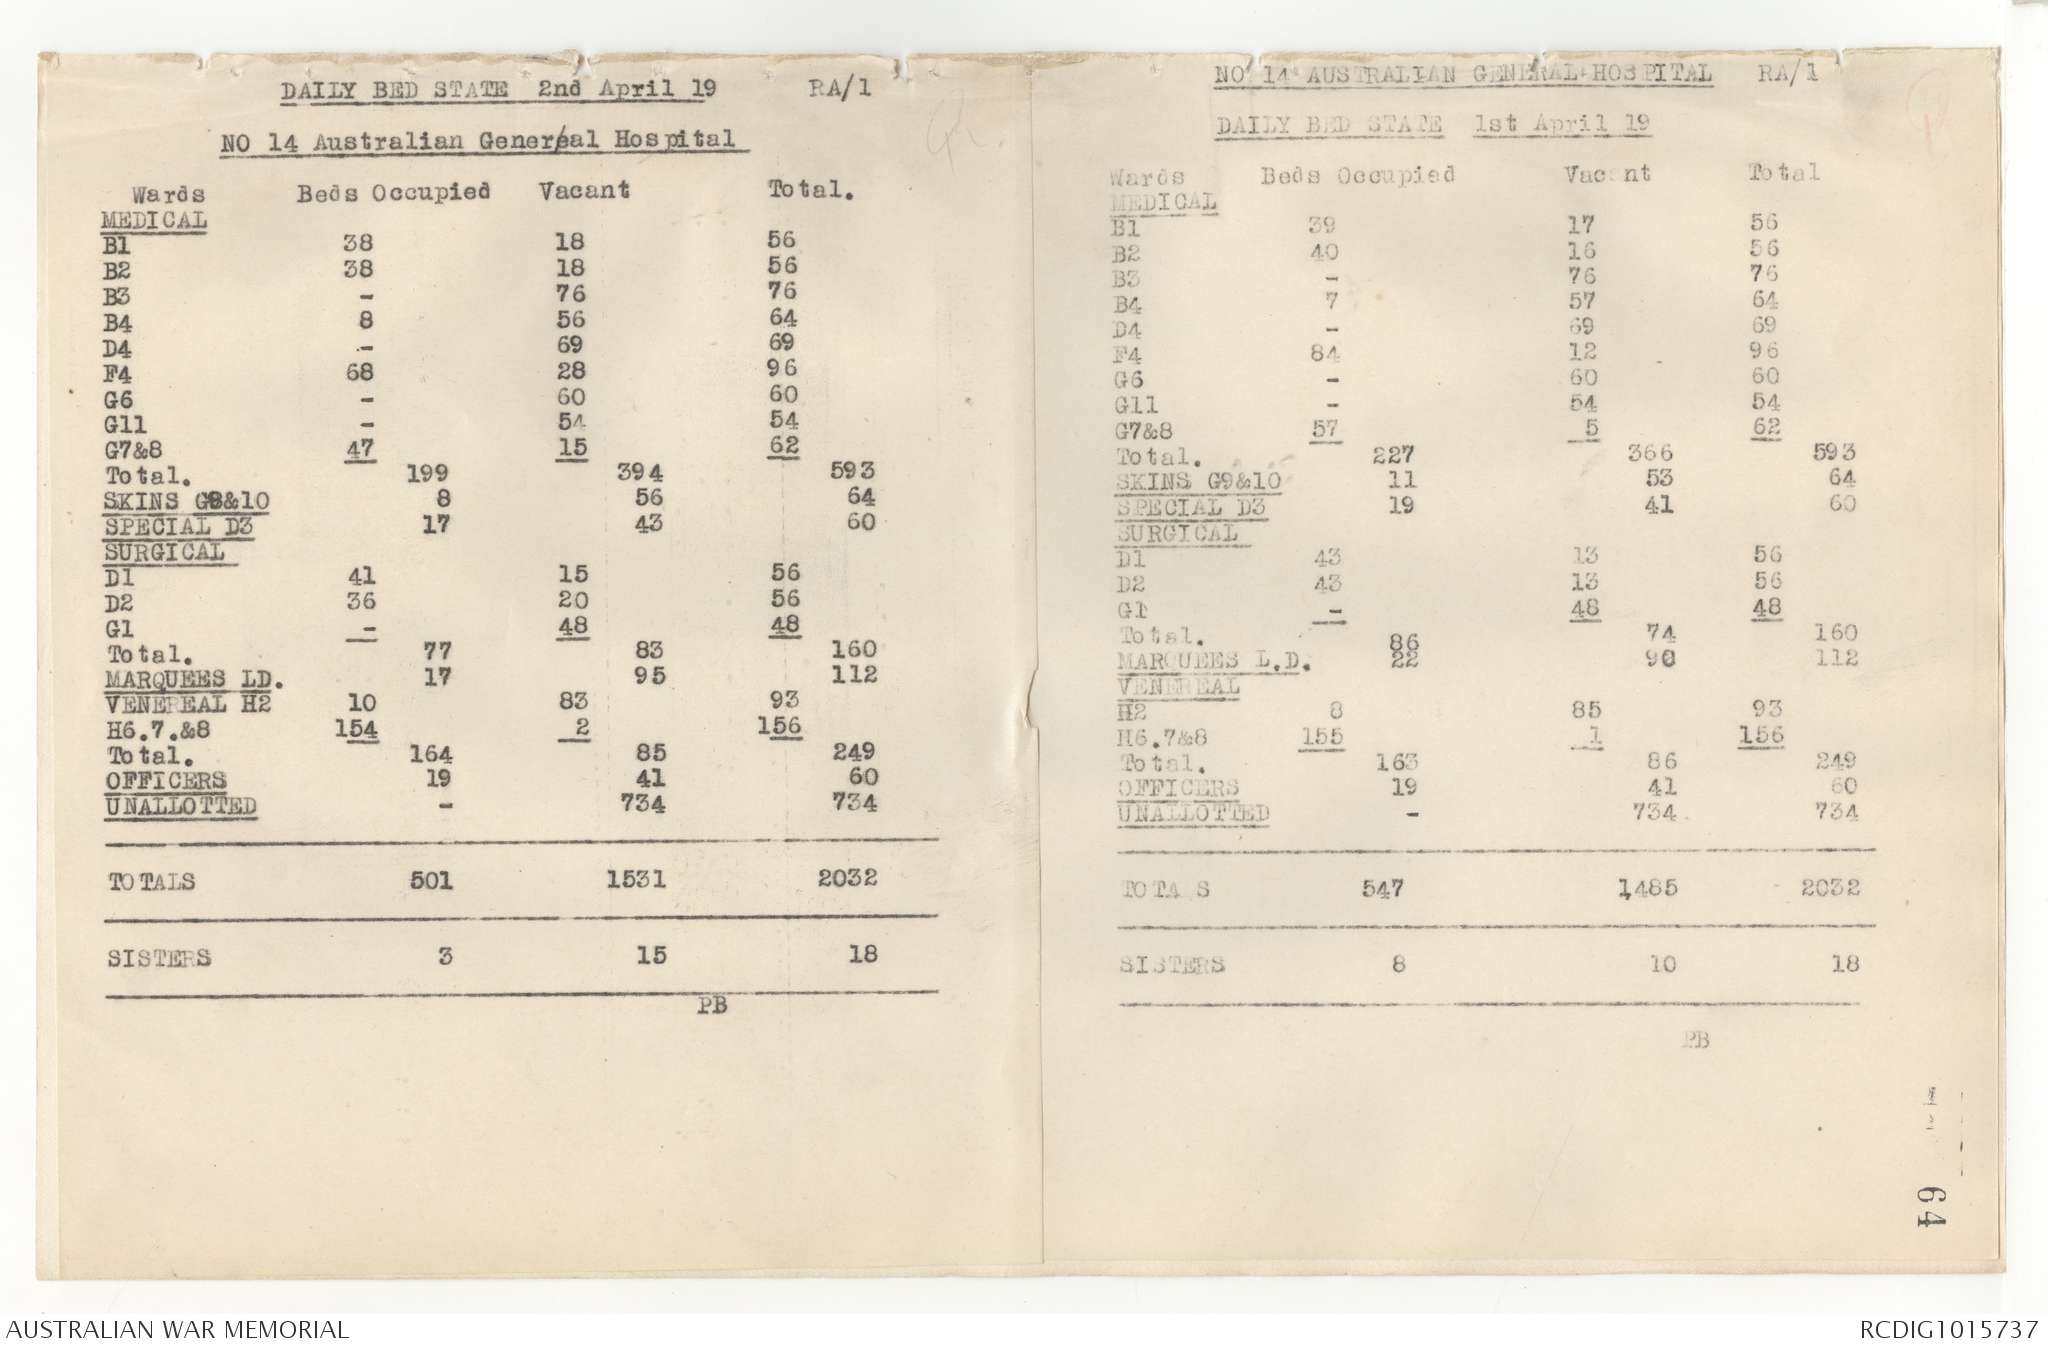 DAILY BED STATE 2nd April 19 RA/1
NO 14 Australian General Hospital
Wards Beds Occupied Vacant Total.
MEDICAL
B1 38 18 56
B2 38 18 56
B3 - 76 76
B4 8 56 64
D4 - 69 69
F4 68 28 96
G6 - 60 60
G11 - 54 54
G7&8 47 15 62
Total. 199 394 593
SKINS G9&10 8 56 64
SPECIAL D3 17 43 60
SURGICAL
D1 41 15 56
D2 36 20 56
G1 - 48 48
Total. 77 83 160
MARQUEES LD. 17 95 112
VENEREAL H2 10 83 93
H6.7.&8 154 2 156
Total. 164 85 249
OFFICERS 19 41 60
UNALLOTTED - 734 734
TOTALS 501 1531 2032
SISTERS 3 15 18
PB
NO 14 AUSTRALIAN GENERAL HOSPITAL RA/1
DAILY BED STATE 1st April 19
Wards Beds Occupied Vacant Total
MEDICAL
B1 39 17 56
B2 40 16 56
B3 - 76 76
B4 7 57 64
D4 - 69 69
F4 84 12 96
G6 - 60 60
G11 - 54 54
G7&8 57 5 62
Total. 227 366 593
SKINS G9&10 11 53 64
SPECIAL D3 19 41 60
SURGICAL
D1 43 13 56
D2 43 13 56
G1 - 48 48
Total. 86 74 160
MARQUEES L.D. 22 90 112
VENEREAL
H2 8 85 93
H6.7&8 155 1 156
Total. 163 86 249
OFFICERS 19 41 60
UNALLOTTED - 734 734
TOTA S 547 1,485 2032
SISTERS 8 10 18
PB
64
AUSTRALIAN WAR MEMORIAL RCDIG1015737